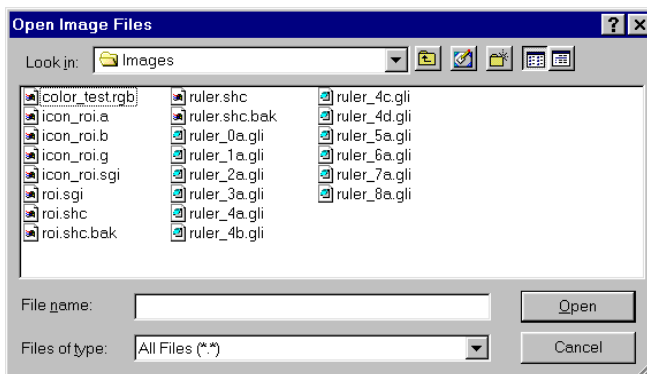 Open Image Files
Look in: Images
color_test.rgb
icon_roi.a
icon_roi.b
icon_roi.g
icon_roi.sgi
roi.sgi
roi.shc
roi.shc.bak
ruler.shc
ruler.shc.bak
ruler_0a.gli
ruler_1a.gli
ruler_2a.gli
ruler_3a.gli
ruler_4a.gli
ruler_4b.gli
ruler_4c.gli
ruler_4d.gli
ruler_5a.gli
ruler_6a.gli
ruler_7a.gli
ruler_8a.gli
File name: Open
Files of type: All Files (*.*) Cancel